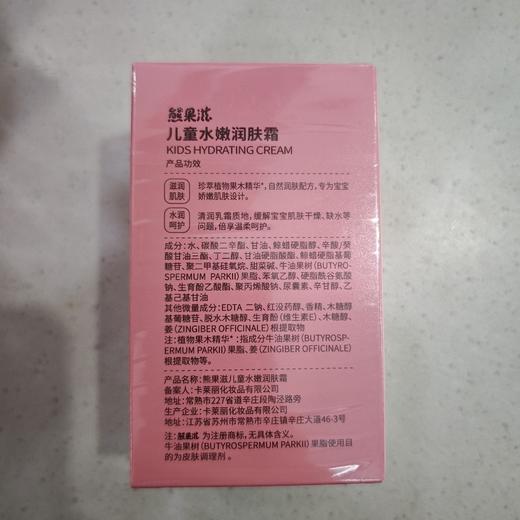 熊果滋
儿童水嫩润肤霜
KIDS HYDRATING CREAM
产品功效
滋润
肌肤
珍萃植物果木精华*，自然润肤配方，专为宝宝
娇嫩肌肤设计。
水润
呵护
清润乳霜质地，缓解宝宝肌肤干燥、缺水等
问题，倍享温柔呵护。
成分：水、碳酸二辛酯、甘油、鲸蜡硬脂醇、辛酸/癸
酸甘油三酯、丁二醇、甘油硬脂酸酯、鲸蜡硬脂基葡
糖苷、聚二甲基硅氧烷、甜菜碱、牛油果树（BUTYRO-
SPERMUM PARKII）果脂、苯氧乙醇、硬脂酰谷氨酸
钠、生育酚乙酸酯、聚丙烯酸钠、尿囊素、辛甘醇、乙
基己基甘油
其他微量成分：EDTA 二钠、红没药醇、香精、木糖醇
基葡糖苷、脱水木糖醇、生育酚（维生素E）、木糖醇、
姜（ZINGIBER OFFICINALE）根提取物
注：植物果木精华*：指成分牛油果树（BUTYROSP-
ERMUM PARKII）果脂、姜（ZINGIBER OFFICINALE）
根提取物等。
产品名称：熊果滋儿童水嫩润肤霜
备案人：卡莱丽化妆品有限公司
地址：常熟市227省道辛庄段陶泾路旁
生产企业：卡莱丽化妆品有限公司
地址：江苏省苏州市常熟市辛庄镇辛庄大道46-3号
注：熊果滋 为注册商标，无具体含义。
牛油果树（BUTYROSPERMUM PARKII）果脂使用目
的为皮肤调理剂。